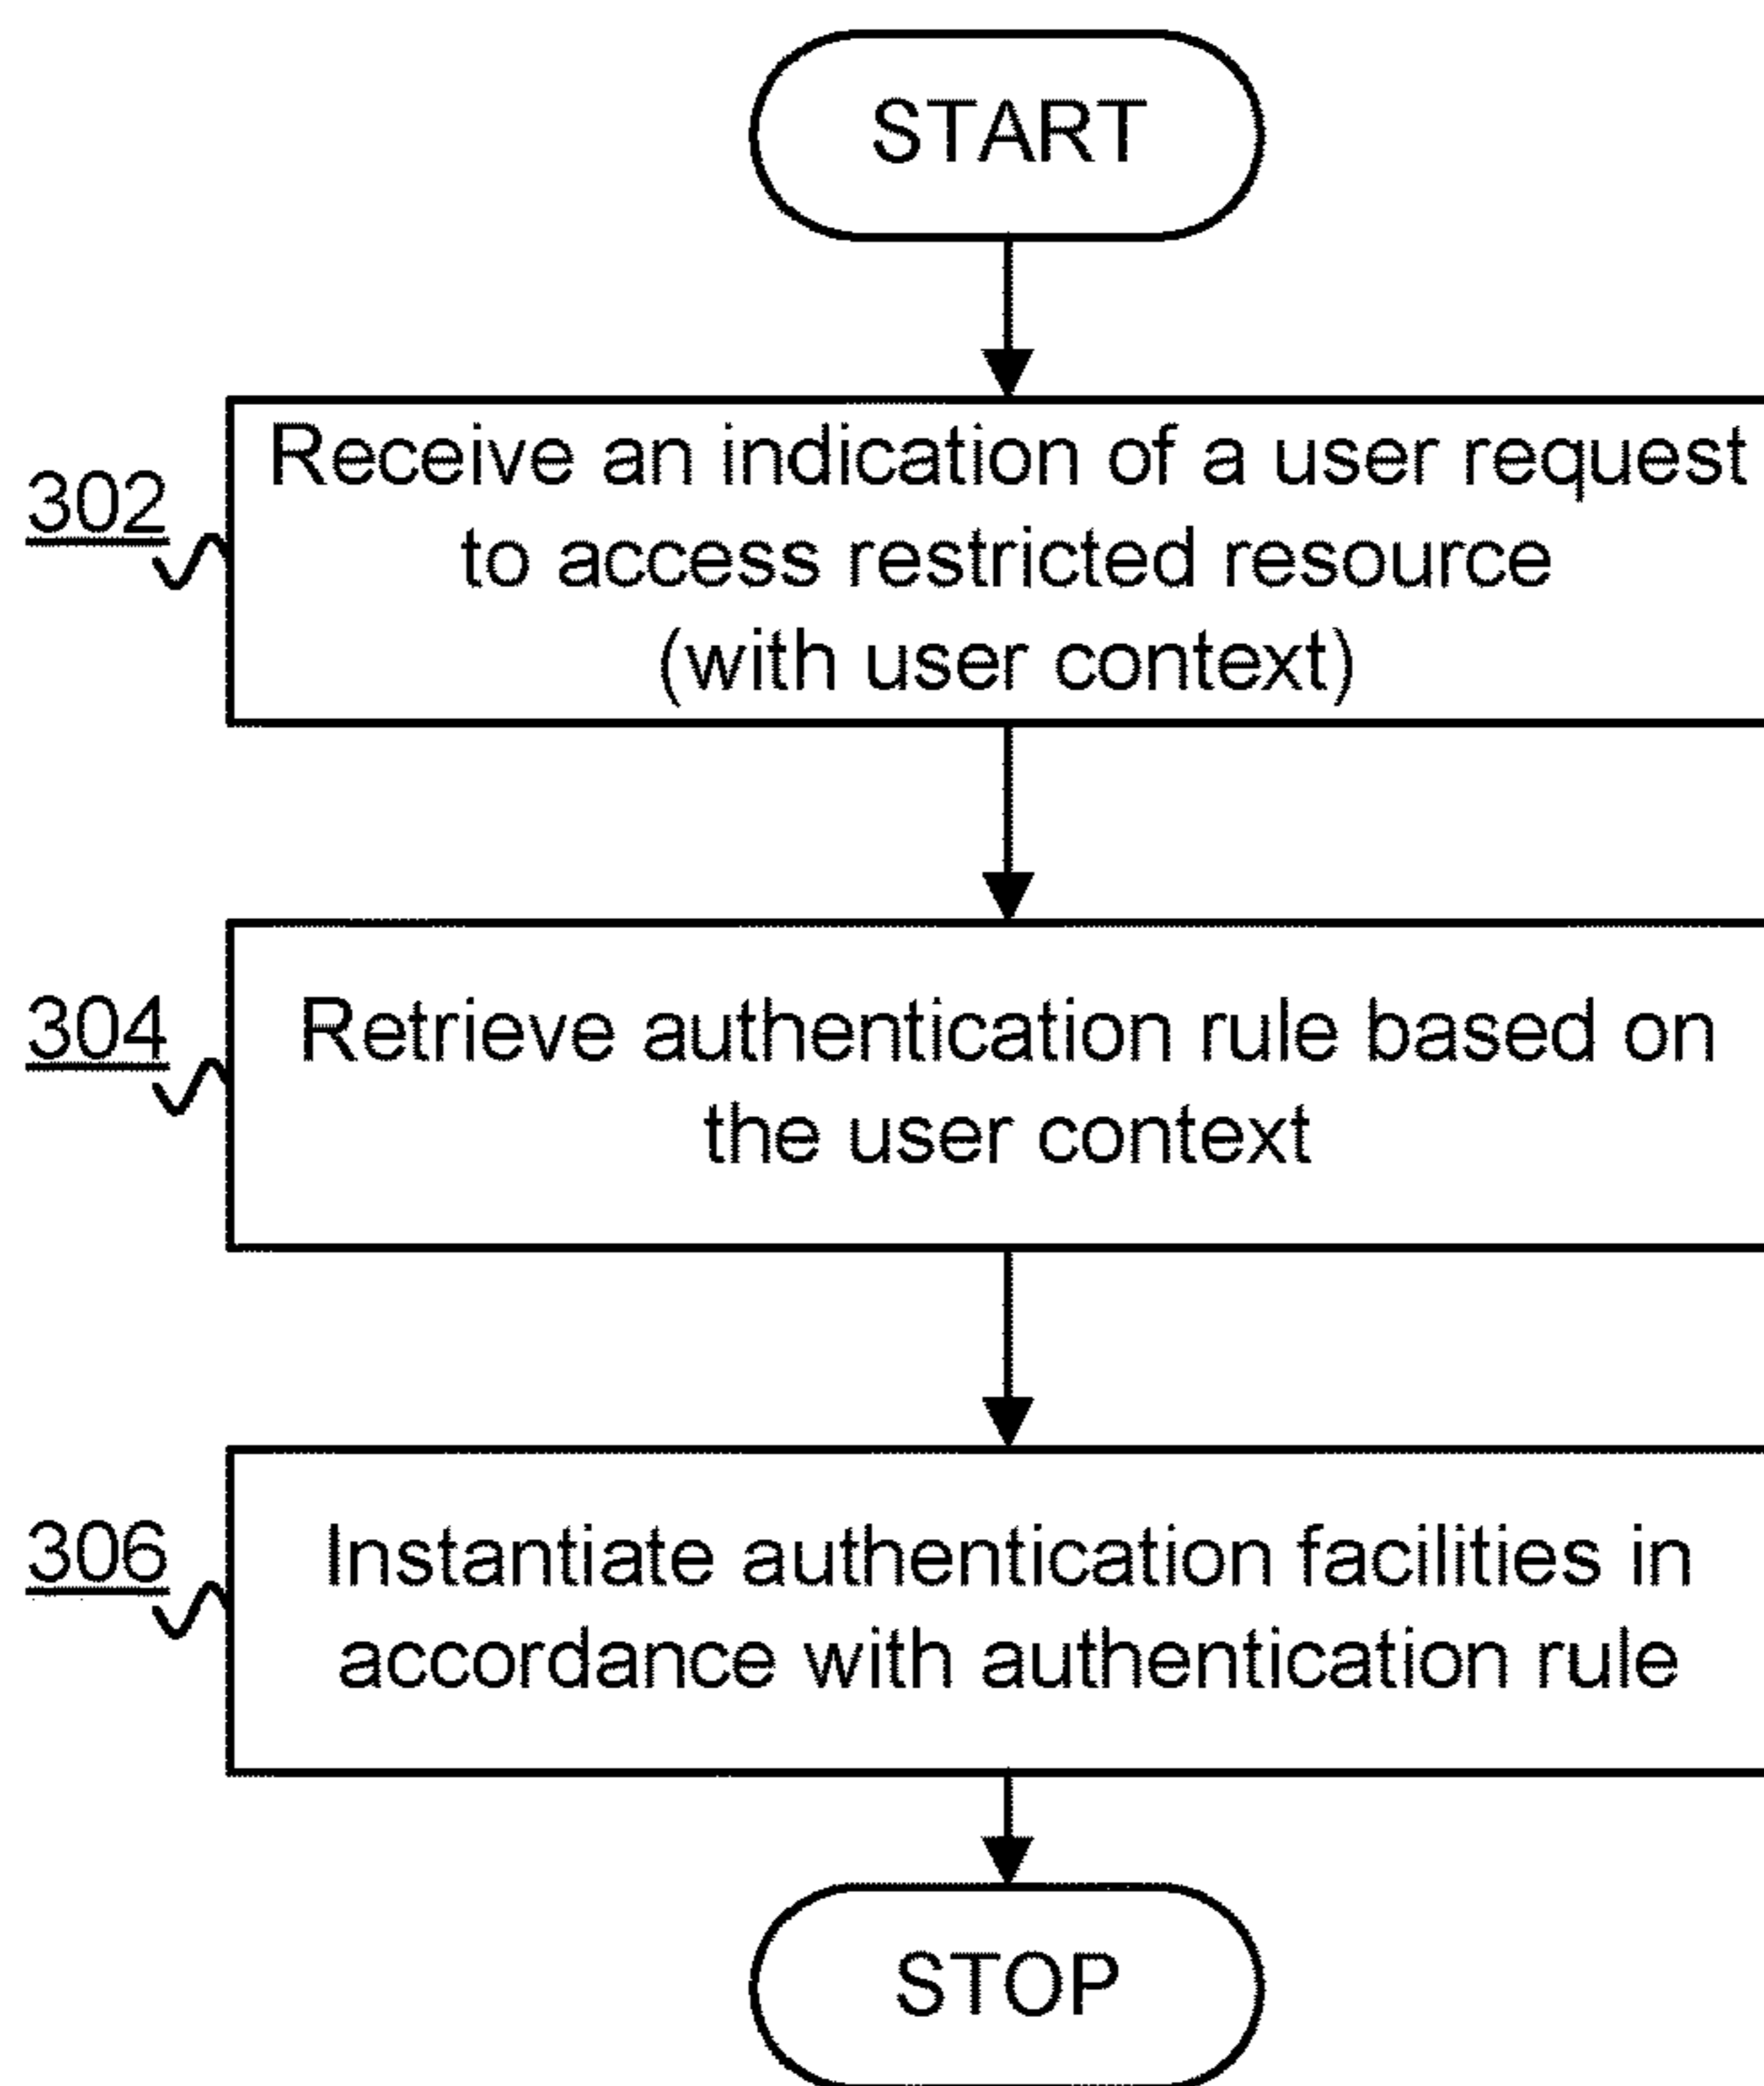 START
302
Receive an indication of a user request
to access restricted resource
(with user context)
304
Retrieve authentication rule based on
the user context
306
Instantiate authentication facilities in
accordance with authentication rule
STOP